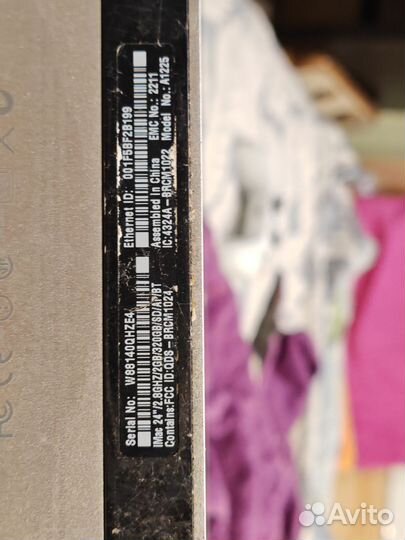 Serial No.: W88140QHZE4 Ethernet ID: 001F5BF2B199
iMac 24"/2.8GHZ/2GB/320GB/SD/AP/BT Assembled in China EMC No.: 2211
Contains:FCC ID:QDS-BRCM1024, IC:4324A-BRCM1022 Model No.: A1225
Avito